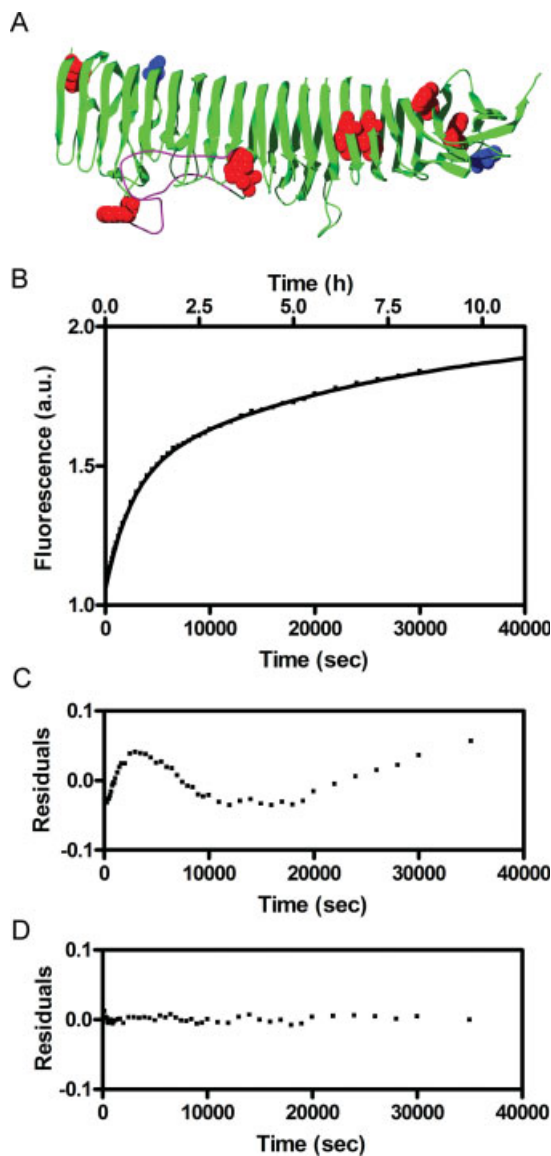 A
B
Time (h)
0.0 2.5 5.0 7.5 10.0
2.0
1.5
1.0
Fluorescence (a.u.)
0 10000 20000 30000 40000
Time (sec)
C
0.1
0.0
-0.1
Residuals
0 10000 20000 30000 40000
Time (sec)
D
0.1
0.0
-0.1
Residuals
0 10000 20000 30000 40000
Time (sec)